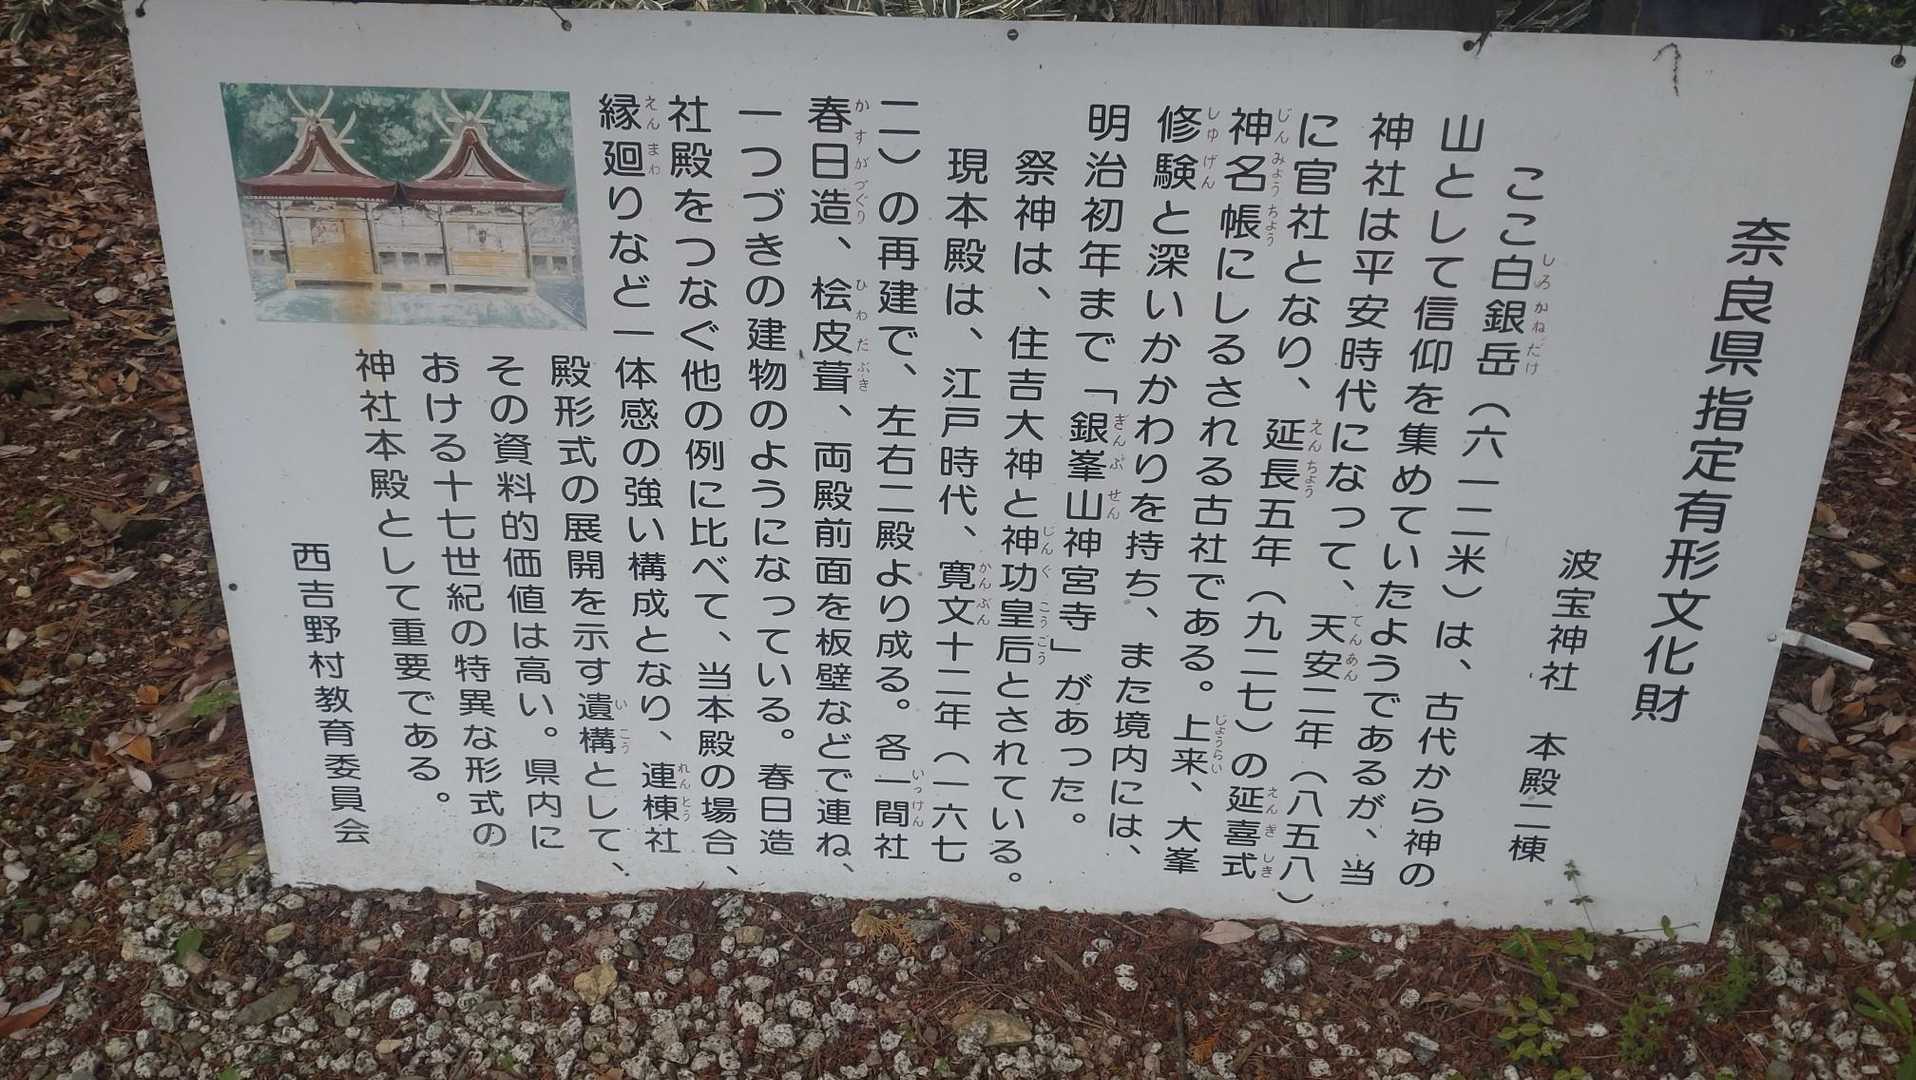 奈良県指定有形文化財
波宝神社 本殿二棟
ここ白銀岳（六一二米）は、古代から神の
山として信仰を集めていたようであるが、当
神社は平安時代になって、天安二年（八五八）
に官社となり、延長五年（九二七）の延喜式
神名帳にしるされる古社である。上来、大峯
修験と深いかかわりを持ち、また境内には、
明治初年まで「銀峯山神宮寺」があった。
祭神は、住吉大神と神功皇后とされている。
現本殿は、江戸時代、寛文十二年（一六七
二）の再建で、左右二殿より成る。各一間社
春日造、桧皮葺、両殿前面を板壁などで連ね、
一つづきの建物のようになっている。春日造
社殿をつなぐ他の例に比べて、当本殿の場合、
縁廻りなど一体感の強い構成となり、連棟社
殿形式の展開を示す遺構として、
その資料的価値は高い。県内に
おける十七世紀の特異な形式の
神社本殿として重要である。
西吉野村教育委員会